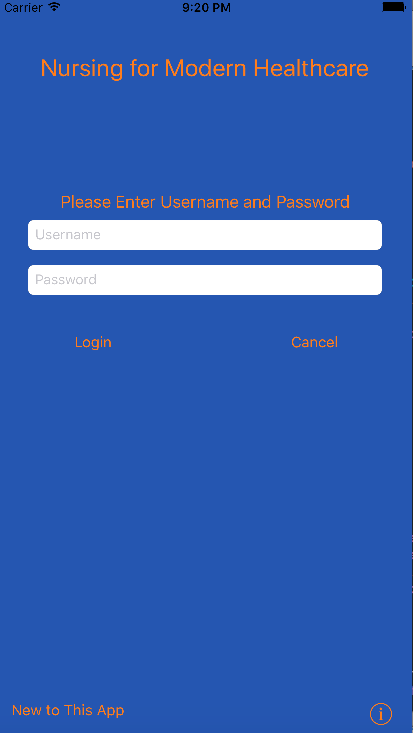 Carrier 9:20 PM
Nursing for Modern Healthcare
Please Enter Username and Password
Username
Password
Login Cancel
New to This App i